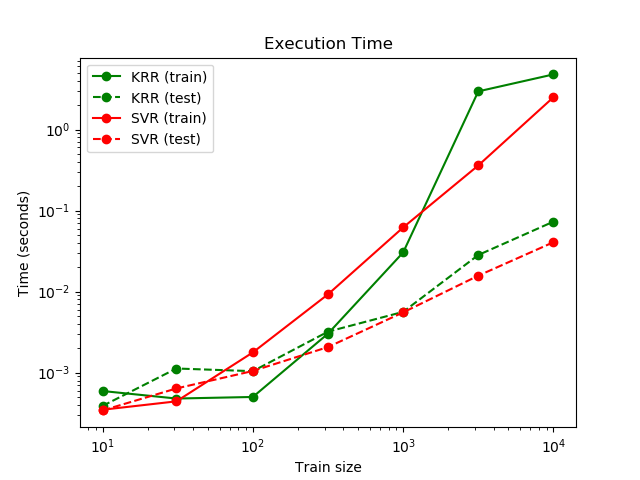 Execution Time
KRR (train)
KRR (test)
SVR (train)
SVR (test)
10⁰
10⁻¹
10⁻²
10⁻³
Time (seconds)
10¹ 10² 10³ 10⁴
Train size